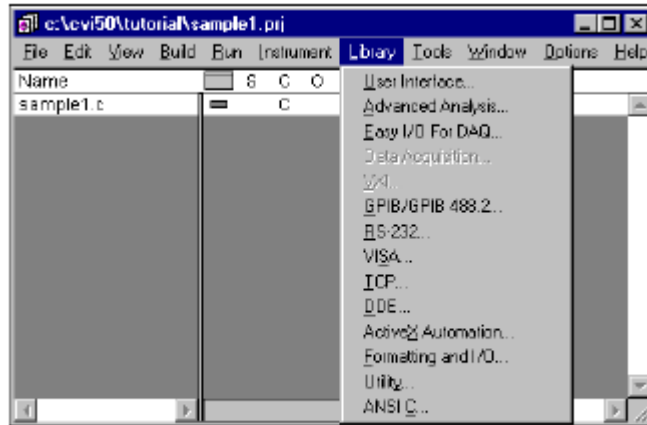 c:\cvi50\tutorial\sample1.prj
File Edit View Build Run Instrument Library Tools Window Options Help
Name S C O
sample1.c C
User Interface...
Advanced Analysis...
Easy I/O For DAQ...
Data Acquisition...
VXI...
GPIB/GPIB 488.2...
RS-232...
VISA...
TCP...
DDE...
ActiveX Automation...
Formatting and I/O...
Utility...
ANSI C...